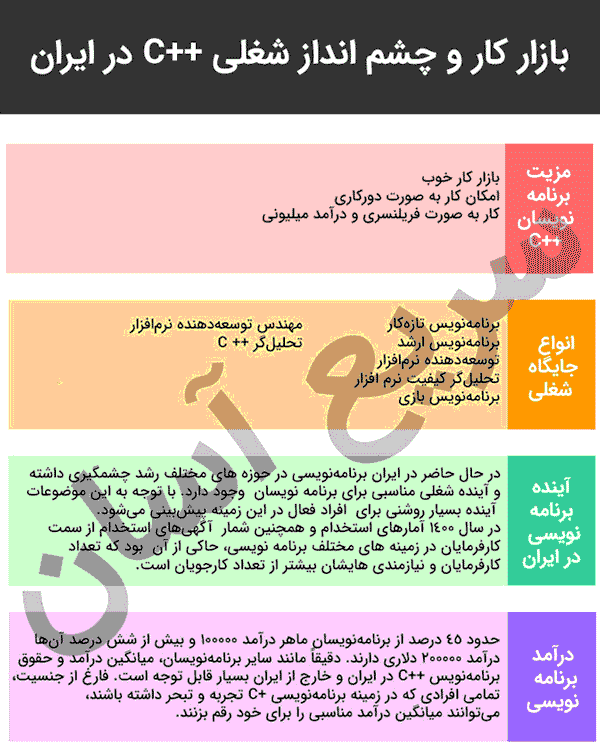 بازار کار و چشم انداز شغلی C++ در ایران
مزیت
برنامه
نویسان
C++
بازار کار خوب
امکان کار به صورت دورکاری
کار به صورت فریلنسری و درآمد میلیونی
انواع
جایگاه
شغلی
برنامه‌نویس تازه‌کار
برنامه‌نویس ارشد
توسعه‌دهنده نرم‌افزار
تحلیل‌گر کیفیت نرم افزار
برنامه‌نویس بازی
مهندس توسعه‌دهنده نرم‌افزار
تحلیل‌گر C ++
آینده
برنامه
نویسی
در ایران
در حال حاضر در ایران برنامه‌نویسی در حوزه های مختلف رشد چشمگیری داشته
و آینده شغلی مناسبی برای برنامه نویسان وجود دارد. با توجه به این موضوعات
آینده بسیار روشنی برای افراد فعال در این زمینه پیش‌بینی می‌شود.
در سال ۱۴۰۰ آمارهای استخدام و همچنین شمار آگهی‌های استخدام از سمت
کارفرمایان در زمینه های مختلف برنامه نویسی، حاکی از آن بود که تعداد
کارفرمایان و نیازمندی هایشان بیشتر از تعداد کارجویان است.
درآمد
برنامه
نویسی
حدود ٤٥ درصد از برنامه‌نویسان ماهر درآمد ۱۰۰۰۰۰ و بیش از شش درصد آن‌ها
درآمد ۲۰۰۰۰۰ دلاری دارند. دقیقاً مانند سایر برنامه‌نویسان، میانگین درآمد و حقوق
برنامه‌نویس C++ در ایران و خارج از ایران بسیار قابل توجه است. فارغ از جنسیت،
تمامی افرادی که در زمینه برنامه‌نویسی C+ تجربه و تبحر داشته باشند،
می‌توانند میانگین درآمد مناسبی را برای خود رقم بزنند.
سریع آسان